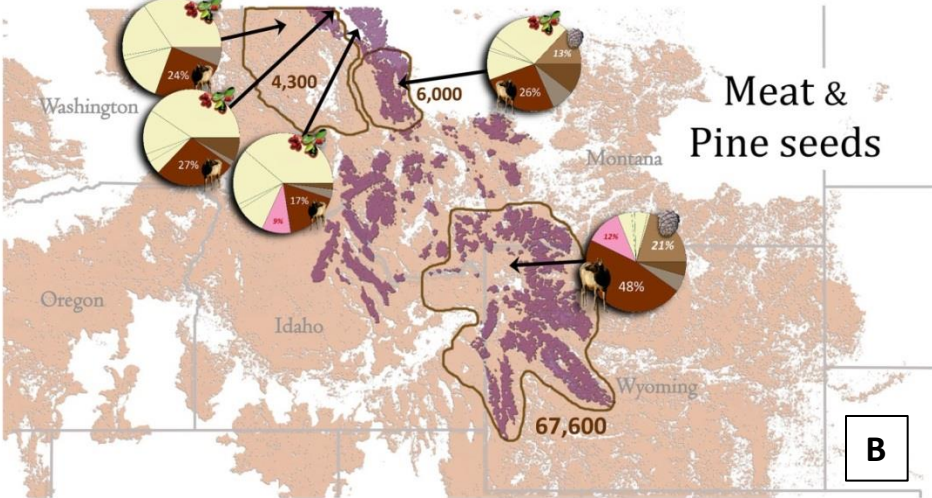 24%
4,300
6,000
13%
26%
Meat &
Pine seeds
Washington
27%
Montana
17%
9%
12%
21%
48%
Oregon
Idaho
Wyoming
67,600
B